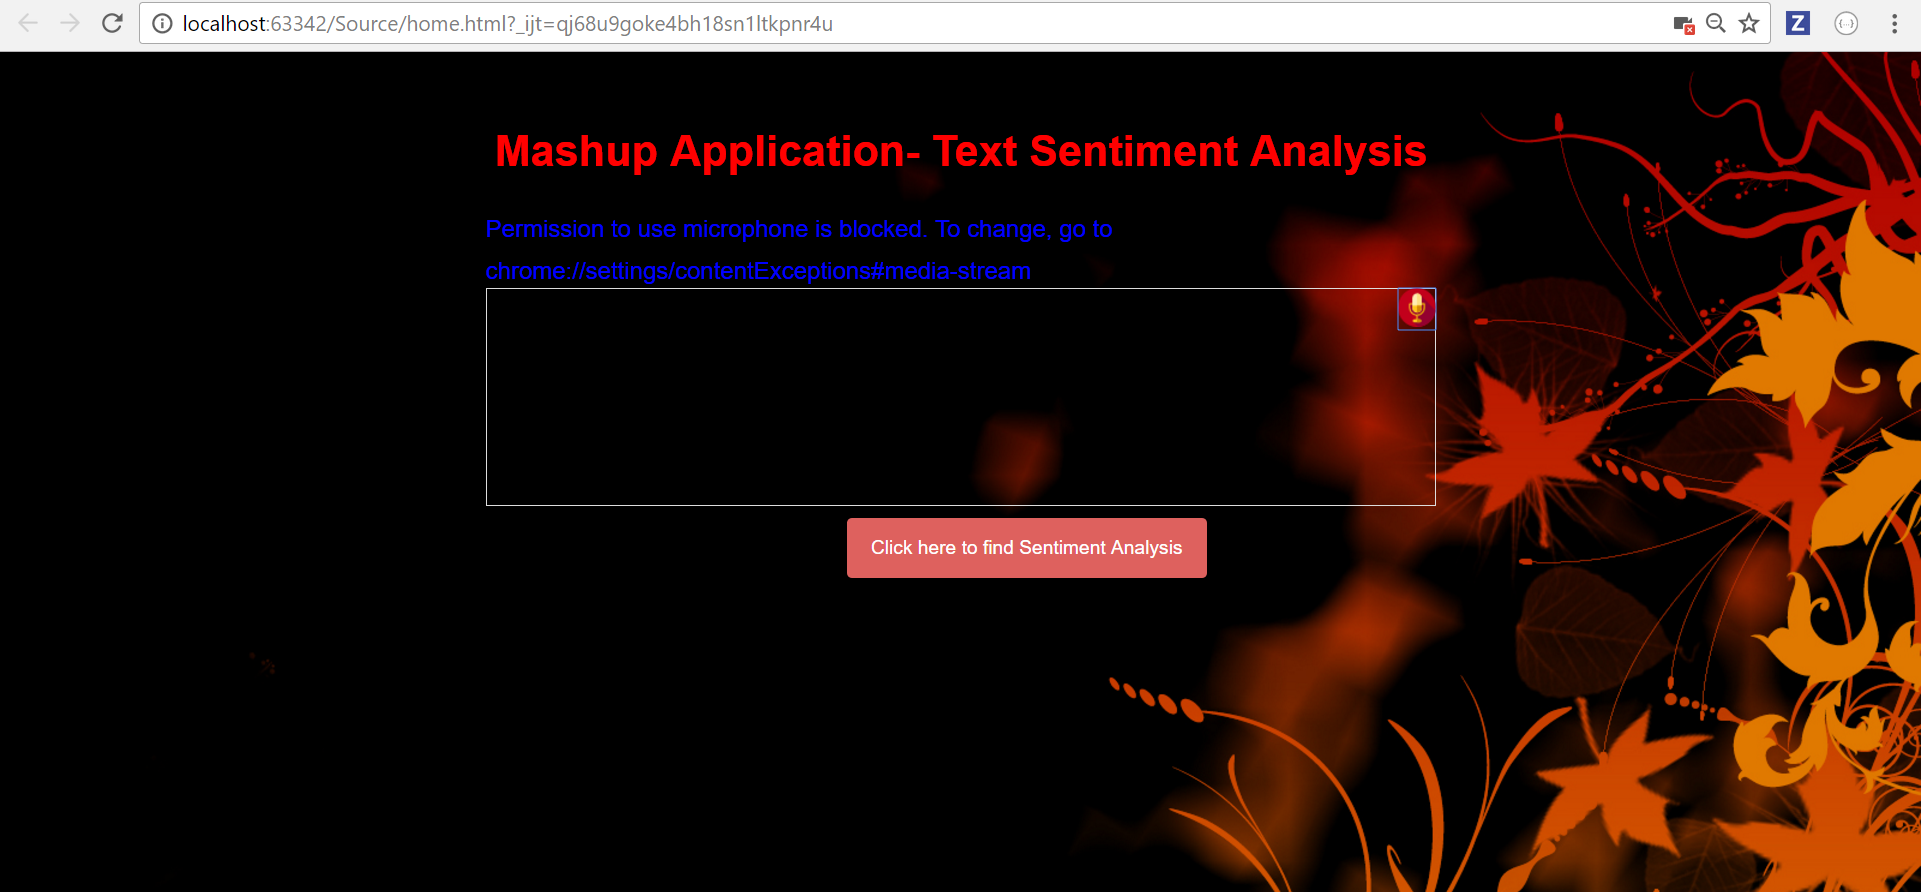 localhost:63342/Source/home.html?_ijt=qj68u9goke4bh18sn1ltkpnr4u
Z
{...}
Mashup Application- Text Sentiment Analysis
Permission to use microphone is blocked. To change, go to
chrome://settings/contentExceptions#media-stream
Click here to find Sentiment Analysis